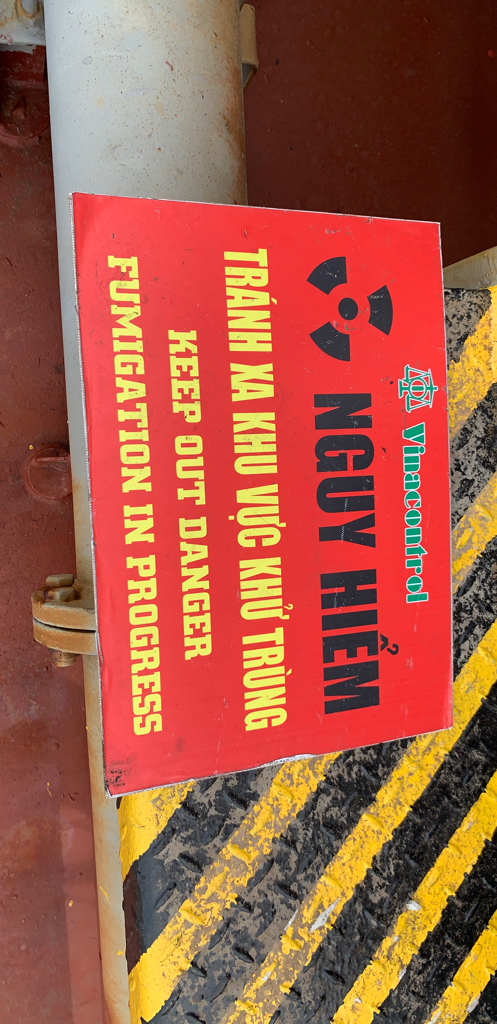 Vinacontrol
NGUY HIỂM
TRÁNH XA KHU VỰC KHỬ TRÙNG
KEEP OUT DANGER
FUMIGATION IN PROGRESS